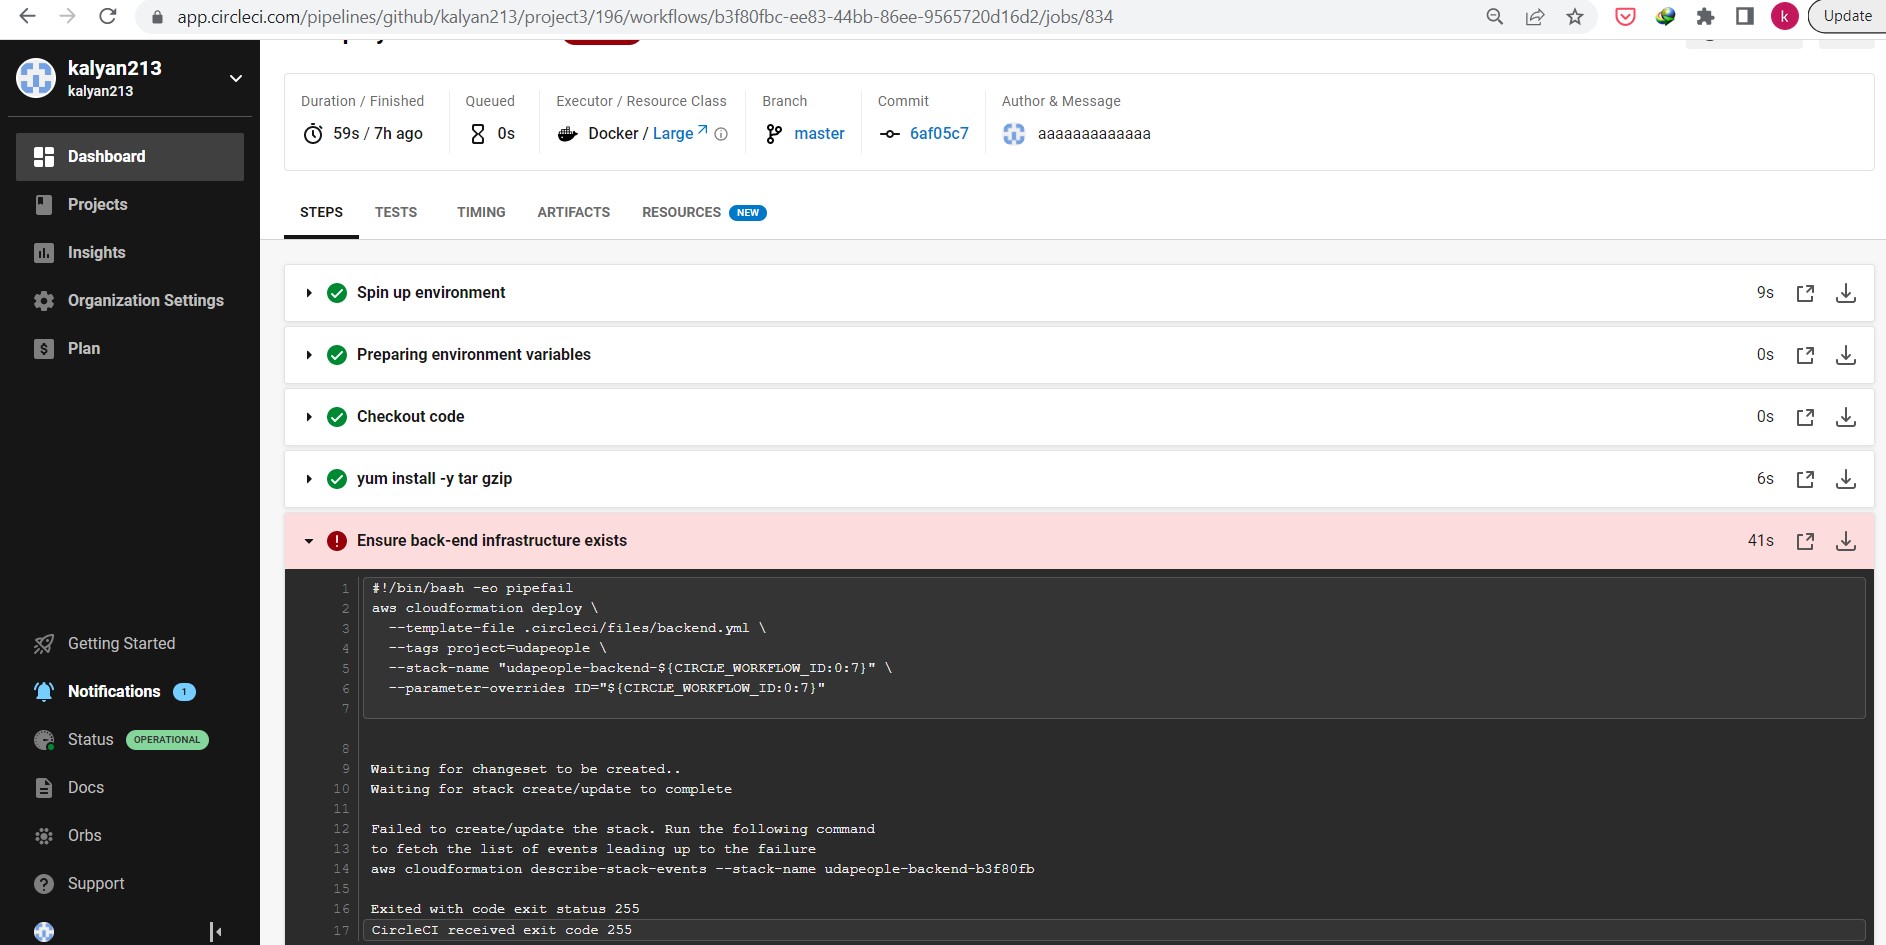 app.circleci.com/pipelines/github/kalyan213/project3/196/workflows/b3f80fbc-ee83-44bb-86ee-9565720d16d2/jobs/834
k
Update
kalyan213
kalyan213
Dashboard
Projects
Insights
Organization Settings
Plan
Getting Started
Notifications 1
Status OPERATIONAL
Docs
Orbs
Support
Duration / Finished
59s / 7h ago
Queued
0s
Executor / Resource Class
Docker / Large
Branch
master
Commit
6af05c7
Author & Message
aaaaaaaaaaaaa
STEPS TESTS TIMING ARTIFACTS RESOURCES NEW
Spin up environment 9s
Preparing environment variables 0s
Checkout code 0s
yum install -y tar gzip 6s
Ensure back-end infrastructure exists 41s
1 #!/bin/bash -eo pipefail
2 aws cloudformation deploy \
3 --template-file .circleci/files/backend.yml \
4 --tags project=udapeople \
5 --stack-name "udapeople-backend-${CIRCLE_WORKFLOW_ID:0:7}" \
6 --parameter-overrides ID="${CIRCLE_WORKFLOW_ID:0:7}"
7
8
9 Waiting for changeset to be created..
10 Waiting for stack create/update to complete
11
12 Failed to create/update the stack. Run the following command
13 to fetch the list of events leading up to the failure
14 aws cloudformation describe-stack-events --stack-name udapeople-backend-b3f80fb
15
16 Exited with code exit status 255
17 CircleCI received exit code 255